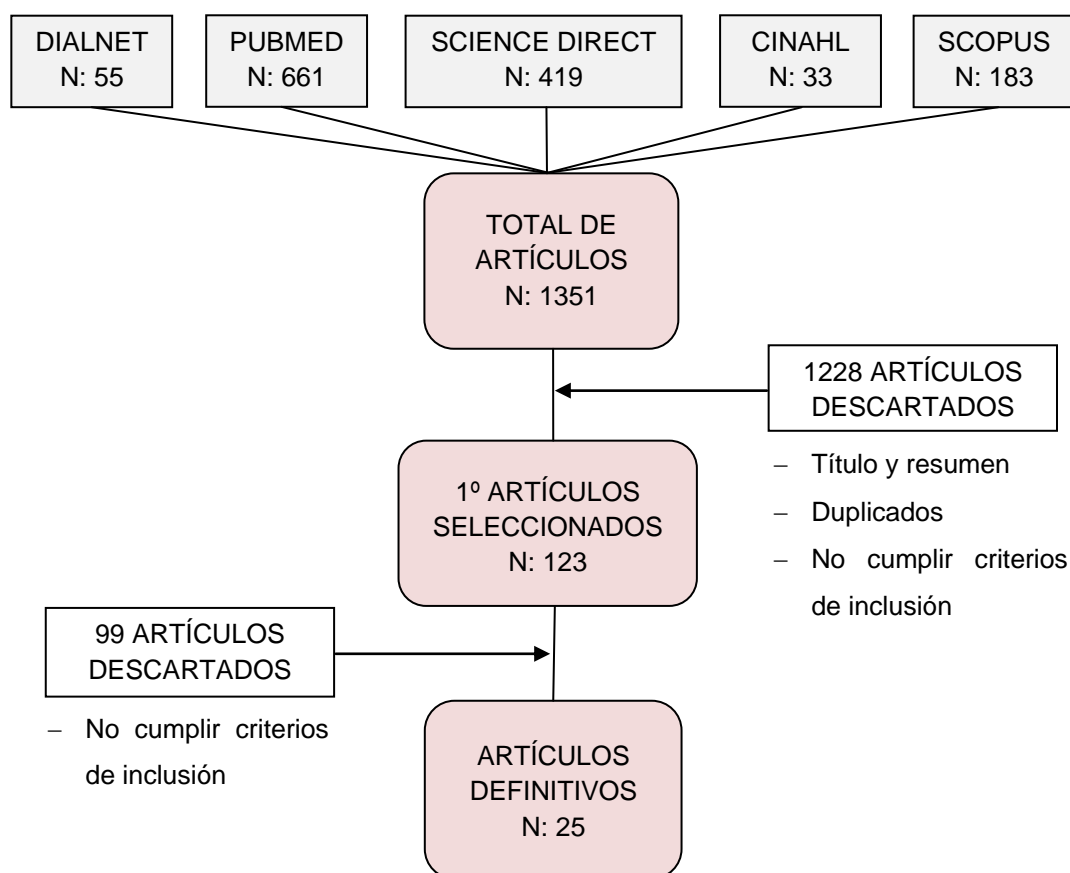 DIALNET
N: 55
PUBMED
N: 661
SCIENCE DIRECT
N: 419
CINAHL
N: 33
SCOPUS
N: 183
TOTAL DE
ARTÍCULOS
N: 1351
1228 ARTÍCULOS
DESCARTADOS
– Título y resumen
– Duplicados
– No cumplir criterios
de inclusión
1º ARTÍCULOS
SELECCIONADOS
N: 123
99 ARTÍCULOS
DESCARTADOS
– No cumplir criterios
de inclusión
ARTÍCULOS
DEFINITIVOS
N: 25